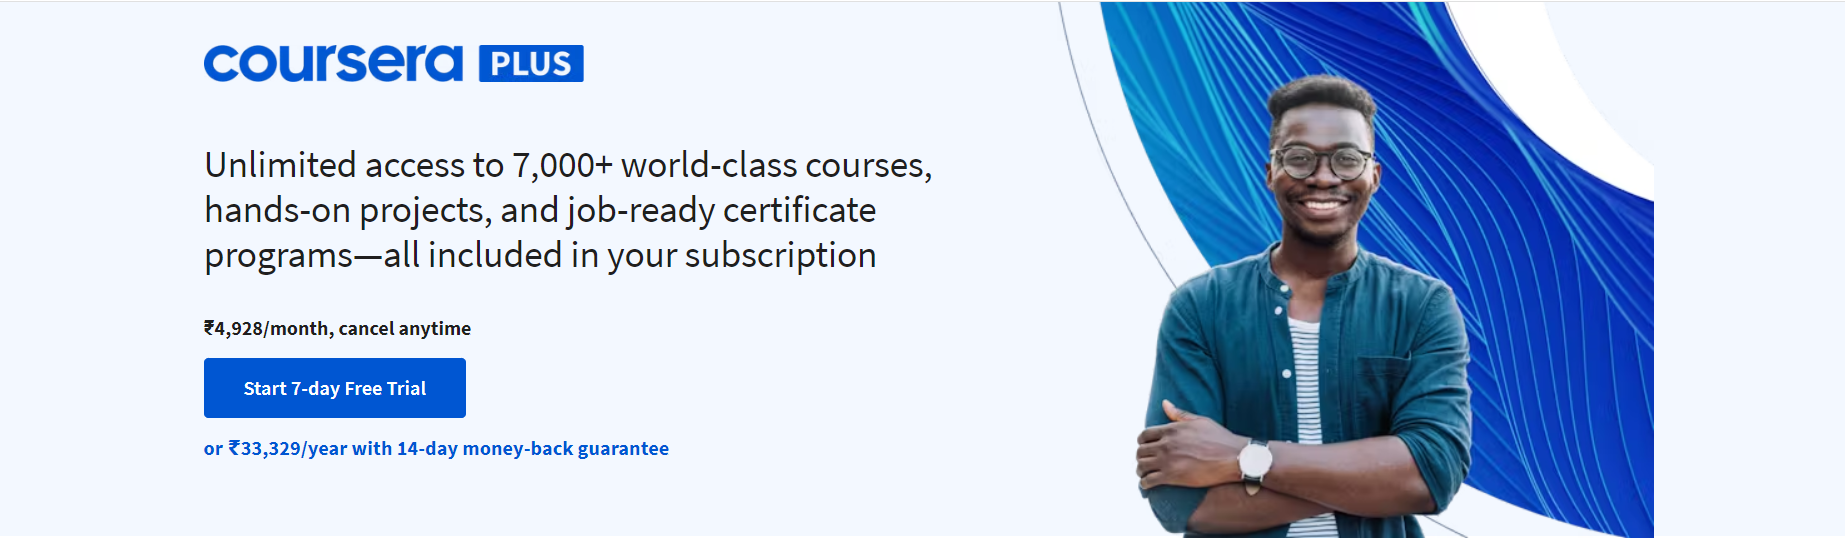 coursera PLUS
Unlimited access to 7,000+ world-class courses,
hands-on projects, and job-ready certificate
programs—all included in your subscription
₹4,928/month, cancel anytime
Start 7-day Free Trial
or ₹33,329/year with 14-day money-back guarantee